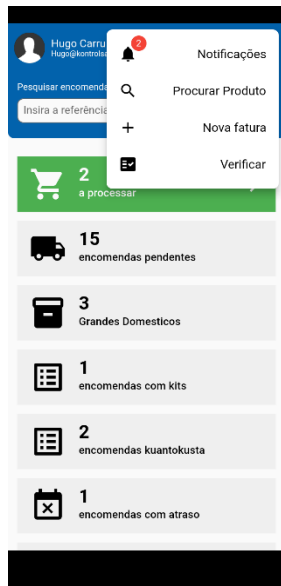 Hugo Carru
Hugo@kontrols
2
Notificações
Procurar Produto
Nova fatura
Verificar
Pesquisar encomenda
Insira a referência
2
a processar
15
encomendas pendentes
3
Grandes Domesticos
1
encomendas com kits
2
encomendas kuantokusta
1
encomendas com atraso